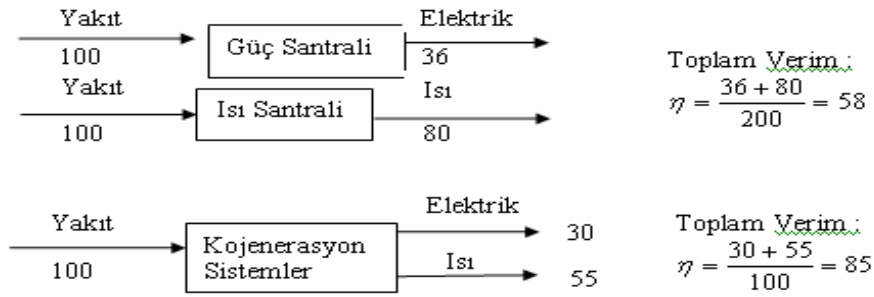 Yakıt
100
Güç Santrali
Elektrik
36
Yakıt
100
Isı Santrali
Isı
80
Toplam Verim :
η = (36 + 80) / 200 = 58
Yakıt
100
Kojenerasyon
Sistemler
Elektrik
30
Isı
55
Toplam Verim :
η = (30 + 55) / 100 = 85